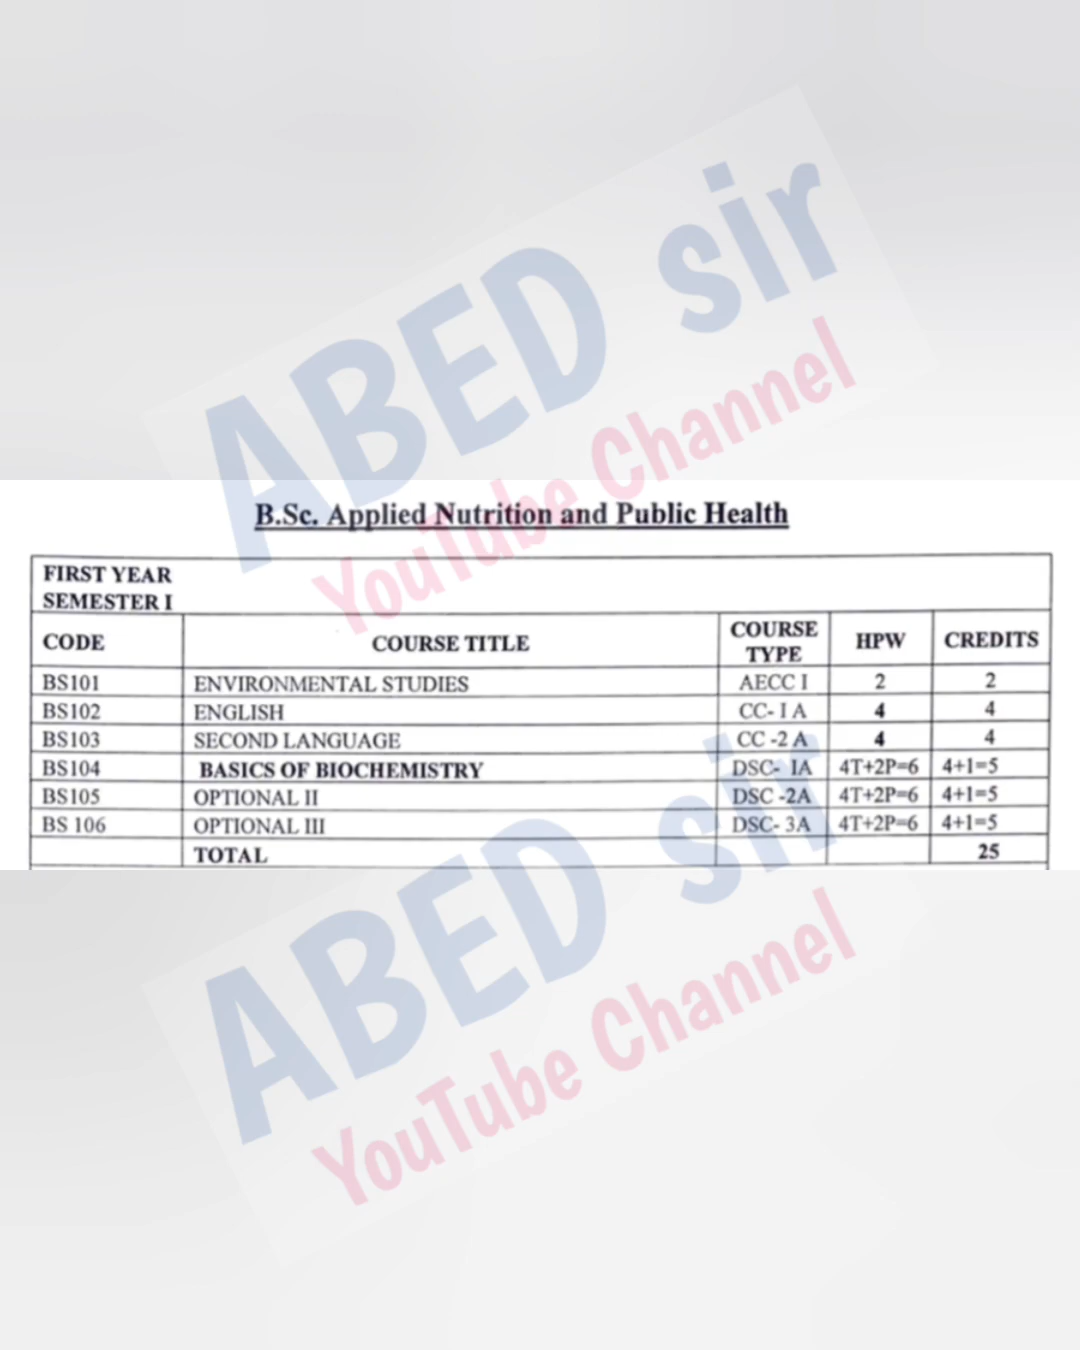 ABED sir
YouTube Channel
B.Sc. Applied Nutrition and Public Health
FIRST YEAR
SEMESTER I
CODE COURSE TITLE COURSE TYPE HPW CREDITS
BS101 ENVIRONMENTAL STUDIES AECC I 2 2
BS102 ENGLISH CC- I A 4 4
BS103 SECOND LANGUAGE CC -2 A 4 4
BS104 BASICS OF BIOCHEMISTRY DSC- IA 4T+2P=6 4+1=5
BS105 OPTIONAL II DSC -2A 4T+2P=6 4+1=5
BS 106 OPTIONAL III DSC- 3A 4T+2P=6 4+1=5
TOTAL 25
ABED sir
YouTube Channel